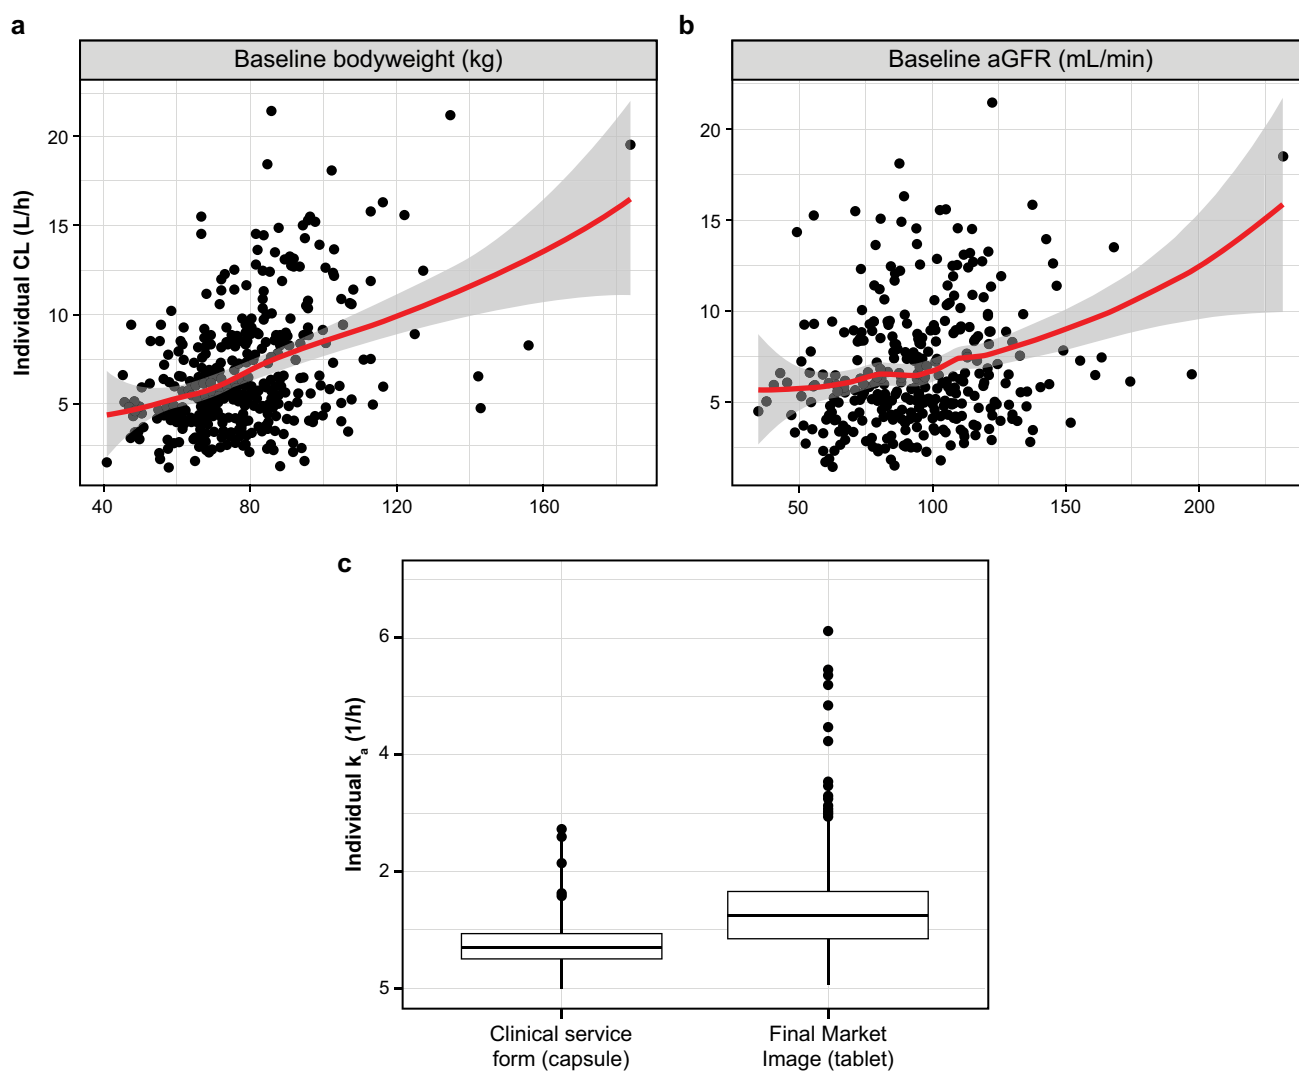 a
Baseline bodyweight (kg)
Individual CL (L/h)
20
15
10
5
40
80
120
160
b
Baseline aGFR (mL/min)
20
15
10
5
50
100
150
200
c
Individual kₐ (1/h)
6
4
2
5
Clinical service
form (capsule)
Final Market
Image (tablet)